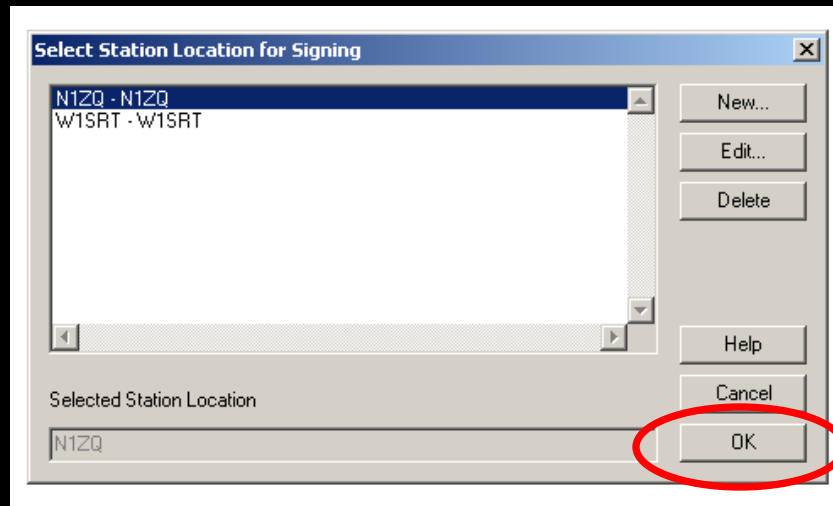 Select Station Location for Signing
N1ZQ - N1ZQ
W1SRT - W1SRT
New...
Edit...
Delete
Help
Cancel
OK
Selected Station Location
N1ZQ